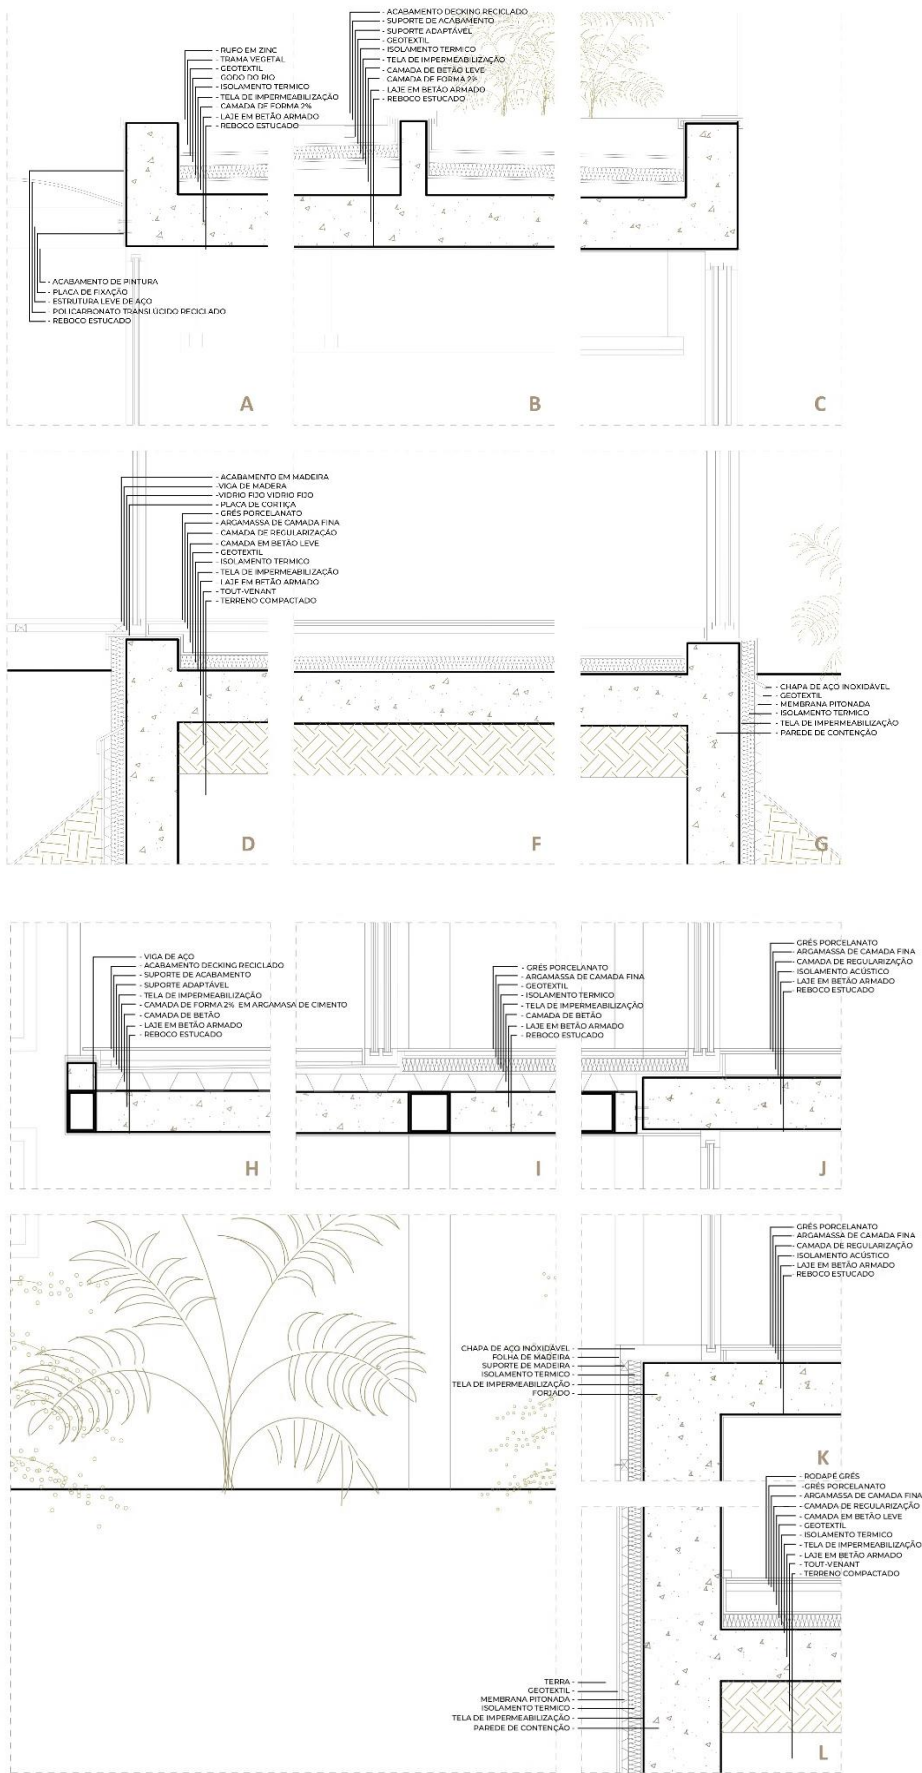 - RUFO EM ZINC
- TRAMA VEGETAL
- GEOTEXTIL
- GODO DO RIO
- ISOLAMENTO TERMICO
- TELA DE IMPERMEABILIZAÇÃO
- CAMADA DE FORMA 2%
- LAJE EM BETÃO ARMADO
- REBOCO ESTUCADO
- ACABAMENTO DE PINTURA
- PLACA DE FIXAÇÃO
- ESTRUTURA LEVE DE AÇO
- POLICARBONATO TRANSLÚCIDO RECICLADO
- REBOCO ESTUCADO
A
- ACABAMENTO DECKING RECICLADO
- SUPORTE DE ACABAMENTO
- SUPORTE ADAPTÁVEL
- GEOTEXTIL
- ISOLAMENTO TERMICO
- TELA DE IMPERMEABILIZAÇÃO
- CAMADA DE BETÃO LEVE
- CAMADA DE FORMA 2%
- LAJE EM BETÃO ARMADO
- REBOCO ESTUCADO
B
C
- ACABAMENTO EM MADEIRA
-VIGA DE MADERA
-VIDRIO FIJO VIDRIO FIJO
- PLACA DE CORTIÇA
- GRÉS PORCELANATO
- ARGAMASSA DE CAMADA FINA
- CAMADA DE REGULARIZAÇÃO
- CAMADA EM BETÃO LEVE
- GEOTEXTIL
- ISOLAMENTO TERMICO
- TELA DE IMPERMEABILIZAÇÃO
- LAJE EM BETÃO ARMADO
- TOUT-VENANT
- TERRENO COMPACTADO
D
F
- CHAPA DE AÇO INOXIDÁVEL
- GEOTEXTIL
- MEMBRANA PITONADA
- ISOLAMENTO TERMICO
- TELA DE IMPERMEABILIZAÇÃO
- PAREDE DE CONTENÇÃO
G
- VIGA DE AÇO
- ACABAMENTO DECKING RECICLADO
- SUPORTE DE ACABAMENTO
- SUPORTE ADAPTÁVEL
- TELA DE IMPERMEABILIZAÇÃO
- CAMADA DE FORMA 2% EM ARGAMASA DE CIMENTO
- CAMADA DE BETÃO
- LAJE EM BETÃO ARMADO
- REBOCO ESTUCADO
H
- GRÉS PORCELANATO
- ARGAMASSA DE CAMADA FINA
- GEOTEXTIL
- ISOLAMENTO TERMICO
- TELA DE IMPERMEABILIZAÇÃO
- CAMADA DE BETÃO
- LAJE EM BETÃO ARMADO
- REBOCO ESTUCADO
I
- GRÉS PORCELANATO
- ARGAMASSA DE CAMADA FINA
- CAMADA DE REGULARIZAÇÃO
- ISOLAMENTO ACÚSTICO
- LAJE EM BETÃO ARMADO
- REBOCO ESTUCADO
J
- GRÉS PORCELANATO
- ARGAMASSA DE CAMADA FINA
- CAMADA DE REGULARIZAÇÃO
- ISOLAMENTO ACÚSTICO
- LAJE EM BETÃO ARMADO
- REBOCO ESTUCADO
CHAPA DE AÇO INÓXIDÁVEL -
FOLHA DE MADEIRA -
SUPORTE DE MADEIRA -
ISOLAMENTO TERMICO -
TELA DE IMPERMEABILIZAÇÃO -
FORJADO -
K
- RODAPÉ GRÉS
-GRÉS PORCELANATO
- ARGAMASSA DE CAMADA FINA
- CAMADA DE REGULARIZAÇÃO
- CAMADA EM BETÃO LEVE
- GEOTEXTIL
- ISOLAMENTO TERMICO
- TELA DE IMPERMEABILIZAÇÃO
- LAJE EM BETÃO ARMADO
- TOUT-VENANT
- TERRENO COMPACTADO
TERRA -
GEOTEXTIL -
MEMBRANA PITONADA -
ISOLAMENTO TERMICO -
TELA DE IMPERMEABILIZAÇÃO -
PAREDE DE CONTENÇÃO -
L